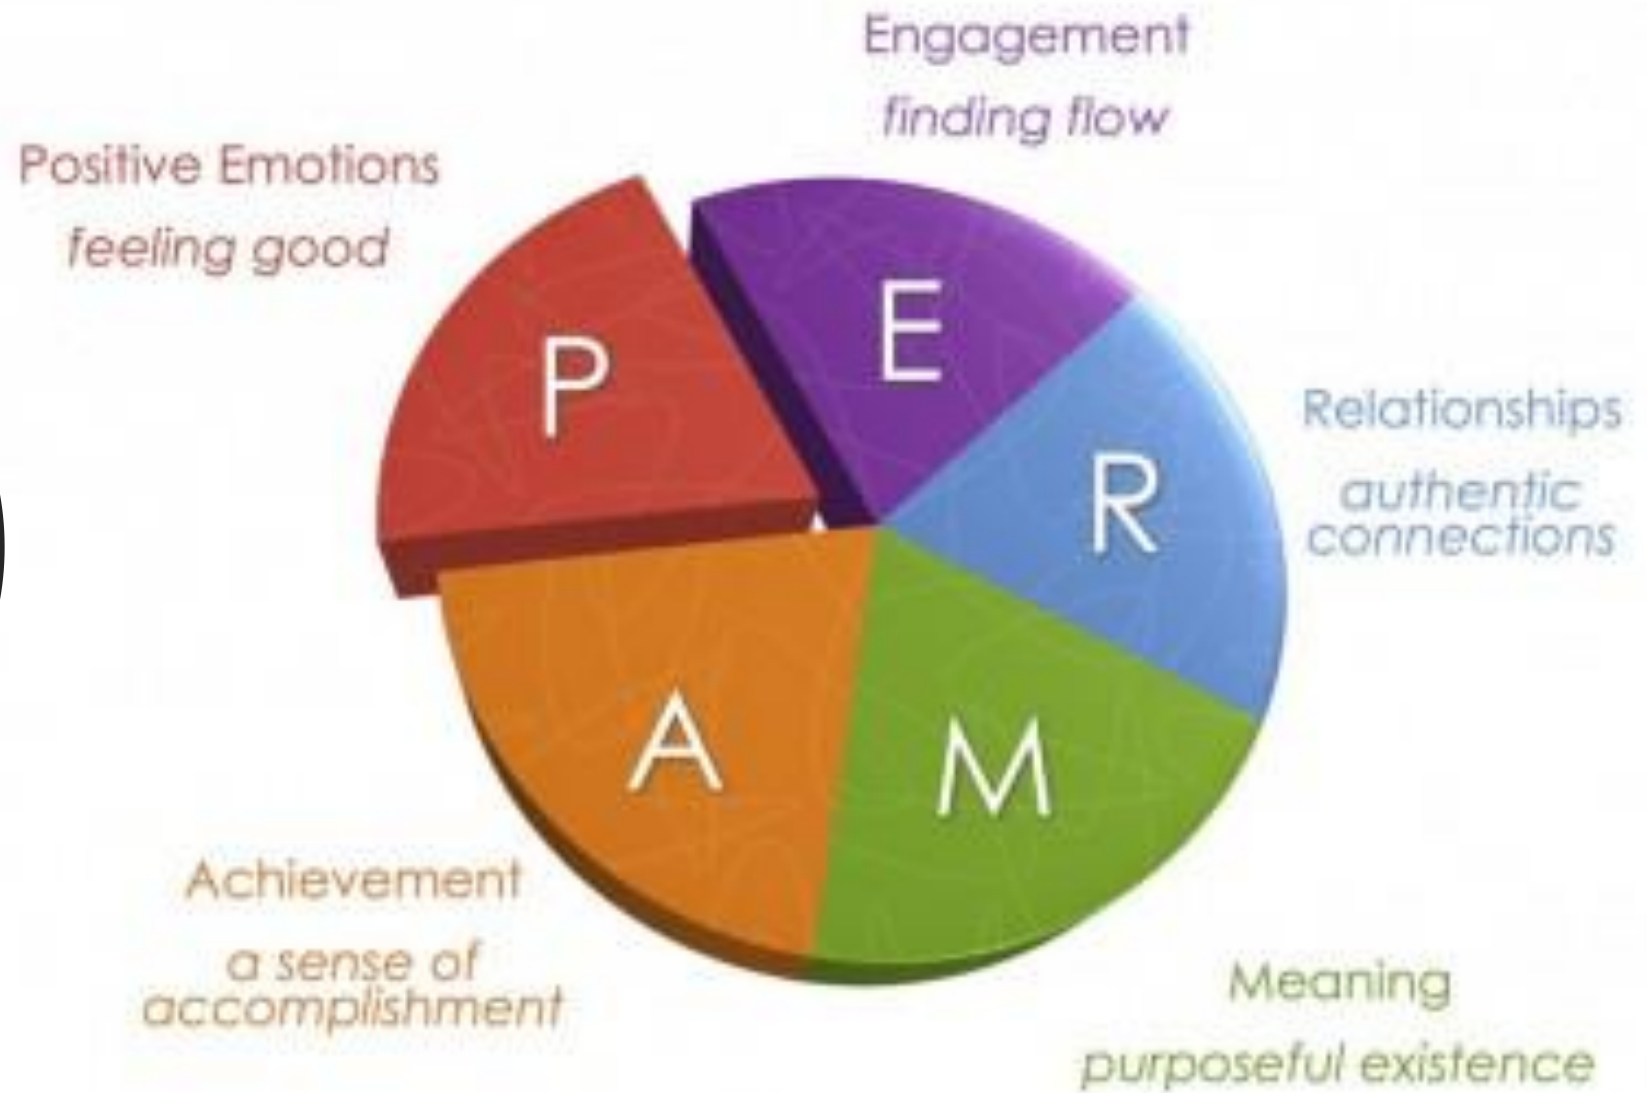 Engagement
finding flow
Positive Emotions
feeling good
P
E
R
Relationships
authentic
connections
A
M
Achievement
a sense of
accomplishment
Meaning
purposeful existence